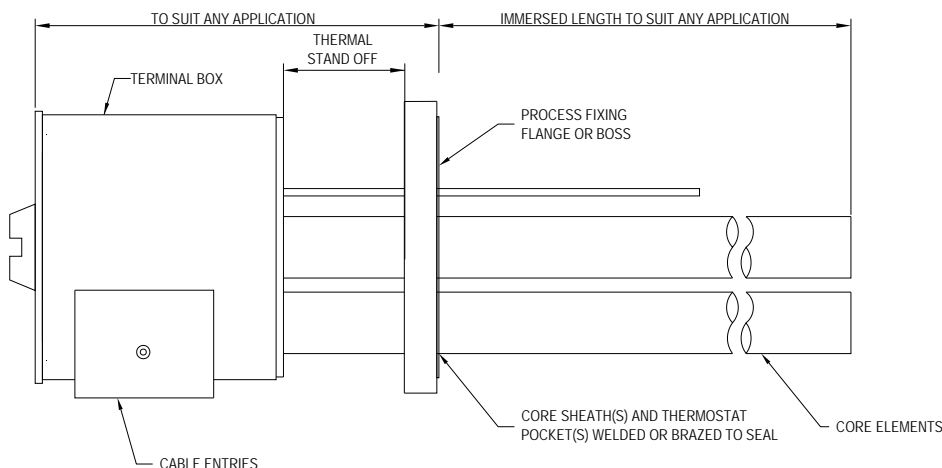 TO SUIT ANY APPLICATION
IMMERSED LENGTH TO SUIT ANY APPLICATION
THERMAL
STAND OFF
TERMINAL BOX
PROCESS FIXING
FLANGE OR BOSS
CORE SHEATH(S) AND THERMOSTAT
POCKET(S) WELDED OR BRAZED TO SEAL
CORE ELEMENTS
CABLE ENTRIES